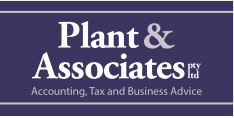 Plant &
Associates pty ltd
Accounting, Tax and Business Advice